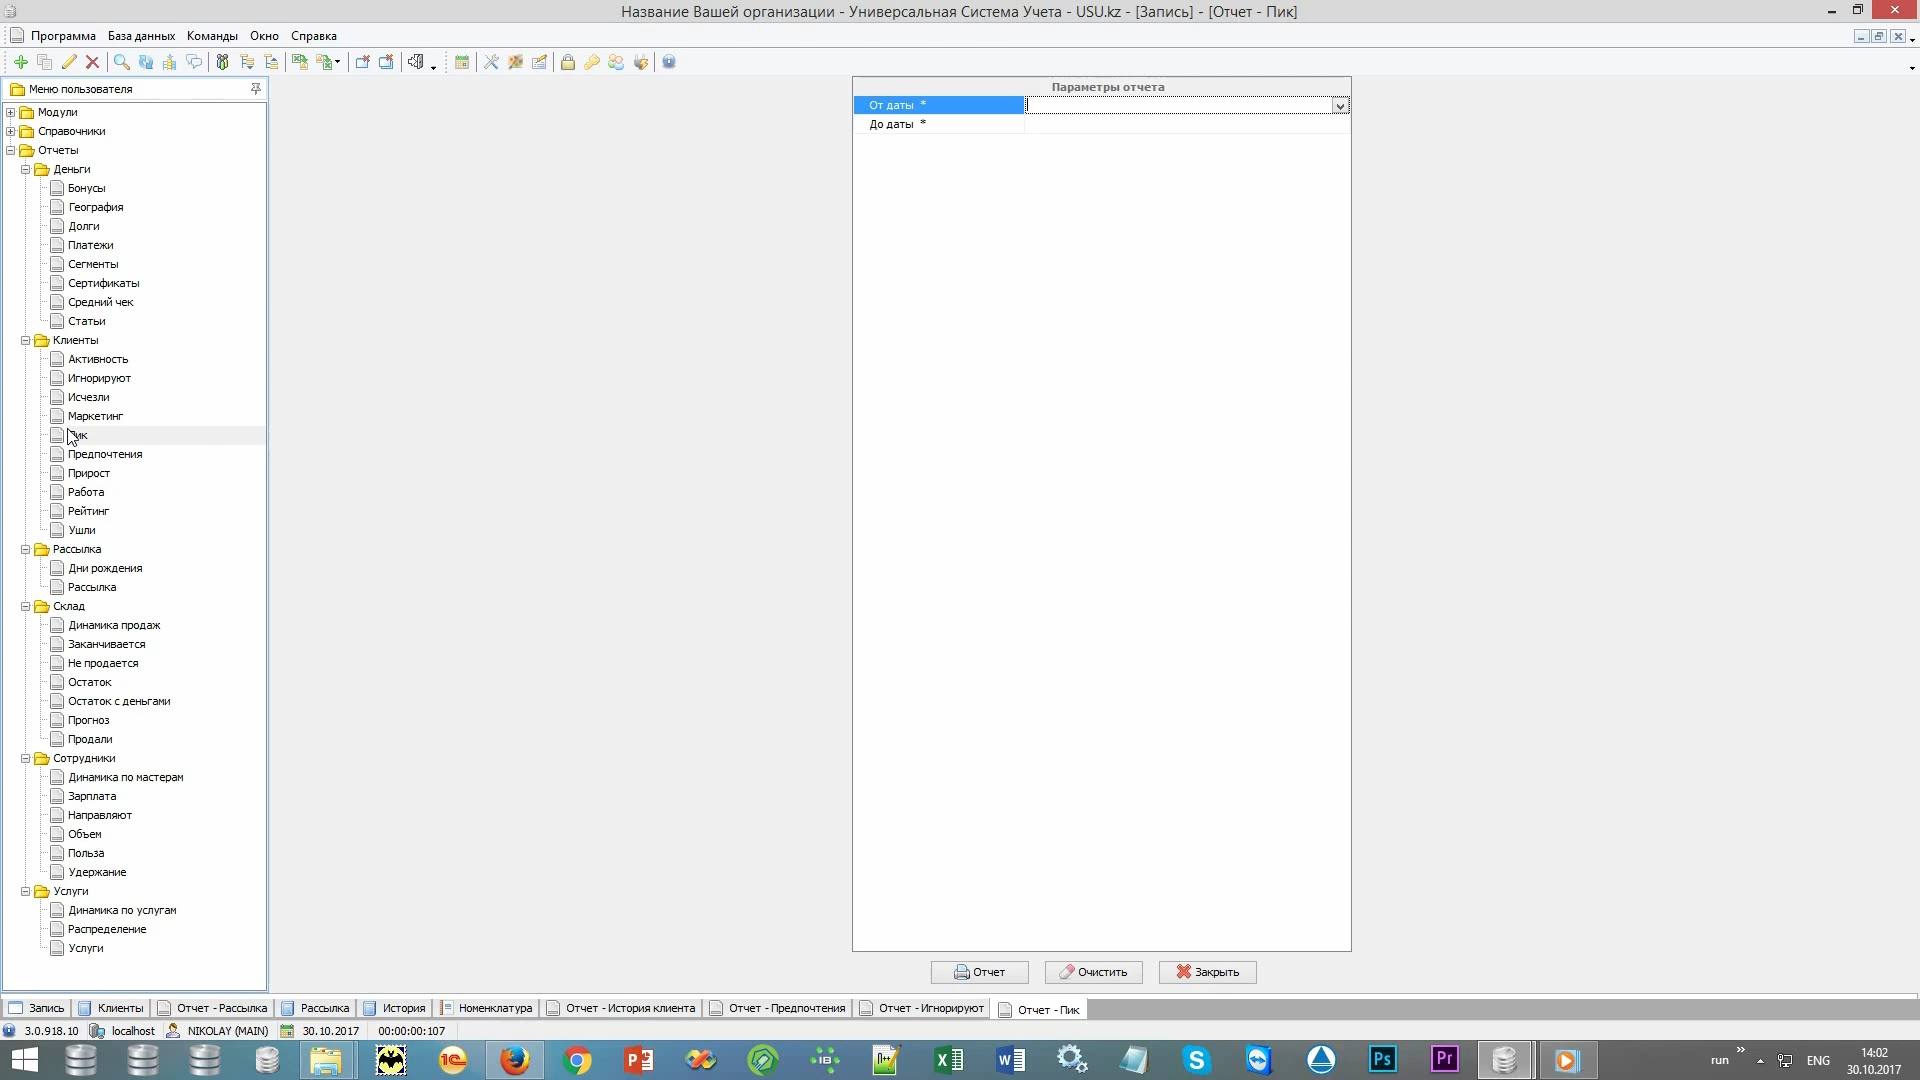 Название Вашей организации - Универсальная Система Учета - USU.kz - [Запись] - [Отчет - Пик]
Программа База данных Команды Окно Справка
Меню пользователя
Модули
Справочники
Отчеты
Деньги
Бонусы
География
Долги
Платежи
Сегменты
Сертификаты
Средний чек
Статьи
Клиенты
Активность
Игнорируют
Исчезли
Маркетинг
Пик
Предпочтения
Прирост
Работа
Рейтинг
Ушли
Рассылка
Дни рождения
Рассылка
Склад
Динамика продаж
Заканчивается
Не продается
Остаток
Остаток с деньгами
Прогноз
Продали
Сотрудники
Динамика по мастерам
Зарплата
Направляют
Объем
Польза
Удержание
Услуги
Динамика по услугам
Распределение
Услуги
Параметры отчета
От даты *
До даты *
Отчет Очистить Закрыть
Запись Клиенты Отчет - Рассылка Рассылка История Номенклатура Отчет - История клиента Отчет - Предпочтения Отчет - Игнорируют Отчет - Пик
3.0.918.10 localhost NIKOLAY (MAIN) 30.10.2017 00:00:00:107
run ENG 14:02
30.10.2017